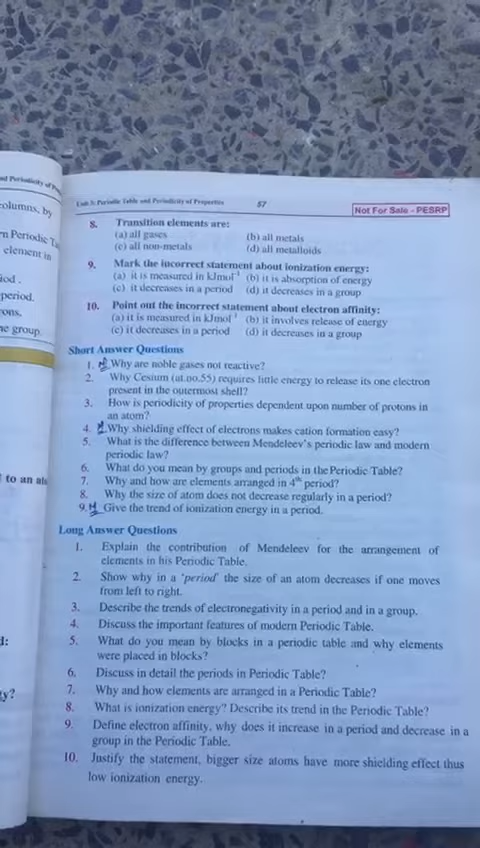 nd Periodicity of
columns, by
rn Periodic
element in
iod.
period.
ons.
ne group.
to an
d:
gy?
Unit 3: Periodic Table and Periodicity of Properties 57
Not For Sale - PESRP
8. Transition elements are:
(a) all gases (b) all metals
(c) all non-metals (d) all metalloids
9. Mark the incorrect statement about ionization energy:
(a) it is measured in kJmol⁻¹ (b) it is absorption of energy
(c) it decreases in a period (d) it decreases in a group
10. Point out the incorrect statement about electron affinity:
(a) it is measured in kJmol⁻¹ (b) it involves release of energy
(c) it decreases in a period (d) it decreases in a group
Short Answer Questions
1. Why are noble gases not reactive?
2. Why Cesium (at.no.55) requires little energy to release its one electron
present in the outermost shell?
3. How is periodicity of properties dependent upon number of protons in
an atom?
4. Why shielding effect of electrons makes cation formation easy?
5. What is the difference between Mendeleev's periodic law and modern
periodic law?
6. What do you mean by groups and periods in the Periodic Table?
7. Why and how are elements arranged in 4th period?
8. Why the size of atom does not decrease regularly in a period?
9. Give the trend of ionization energy in a period.
Long Answer Questions
1. Explain the contribution of Mendeleev for the arrangement of
elements in his Periodic Table.
2. Show why in a 'period' the size of an atom decreases if one moves
from left to right.
3. Describe the trends of electronegativity in a period and in a group.
4. Discuss the important features of modern Periodic Table.
5. What do you mean by blocks in a periodic table and why elements
were placed in blocks?
6. Discuss in detail the periods in Periodic Table?
7. Why and how elements are arranged in a Periodic Table?
8. What is ionization energy? Describe its trend in the Periodic Table?
9. Define electron affinity, why does it increase in a period and decrease in a
group in the Periodic Table.
10. Justify the statement, bigger size atoms have more shielding effect thus
low ionization energy.